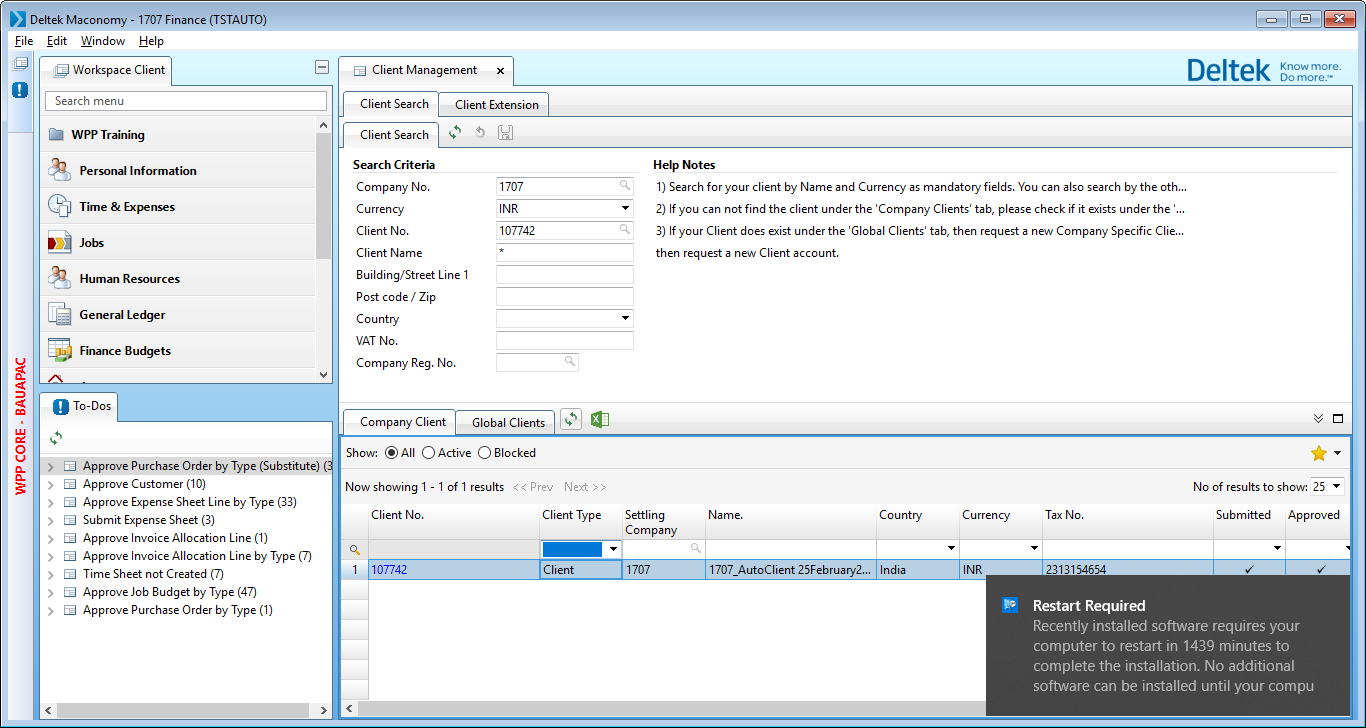 Deltek Maconomy - 1707 Finance (TSTAUTO)
File Edit Window Help
WPP CORE - BAUAPAC
Workspace Client
Search menu
WPP Training
Personal Information
Time & Expenses
Jobs
Human Resources
General Ledger
Finance Budgets
To-Dos
Approve Purchase Order by Type (Substitute) (3
Approve Customer (10)
Approve Expense Sheet Line by Type (33)
Submit Expense Sheet (3)
Approve Invoice Allocation Line (1)
Approve Invoice Allocation Line by Type (7)
Time Sheet not Created (7)
Approve Job Budget by Type (47)
Approve Purchase Order by Type (1)
Client Management
Deltek Know more.
Do more.™
Client Search Client Extension
Client Search
Search Criteria
Company No. 1707
Currency INR
Client No. 107742
Client Name *
Building/Street Line 1
Post code / Zip
Country
VAT No.
Company Reg. No.
Help Notes
1) Search for your client by Name and Currency as mandatory fields. You can also search by the oth...
2) If you can not find the client under the 'Company Clients' tab, please check if it exists under the '...
3) If your Client does exist under the 'Global Clients' tab, then request a new Company Specific Clie...
then request a new Client account.
Company Client Global Clients
Show: All Active Blocked
Now showing 1 - 1 of 1 results << Prev Next >> No of results to show: 25
Client No. Client Type Settling Company Name. Country Currency Tax No. Submitted Approved
1 107742 Client 1707 1707_AutoClient 25February2... India INR 2313154654
Restart Required
Recently installed software requires your
computer to restart in 1439 minutes to
complete the installation. No additional
software can be installed until your compu